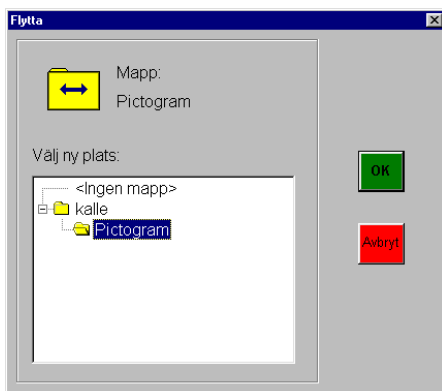 Flytta
Mapp:
Pictogram
Välj ny plats:
<Ingen mapp>
kalle
Pictogram
OK
Avbryt